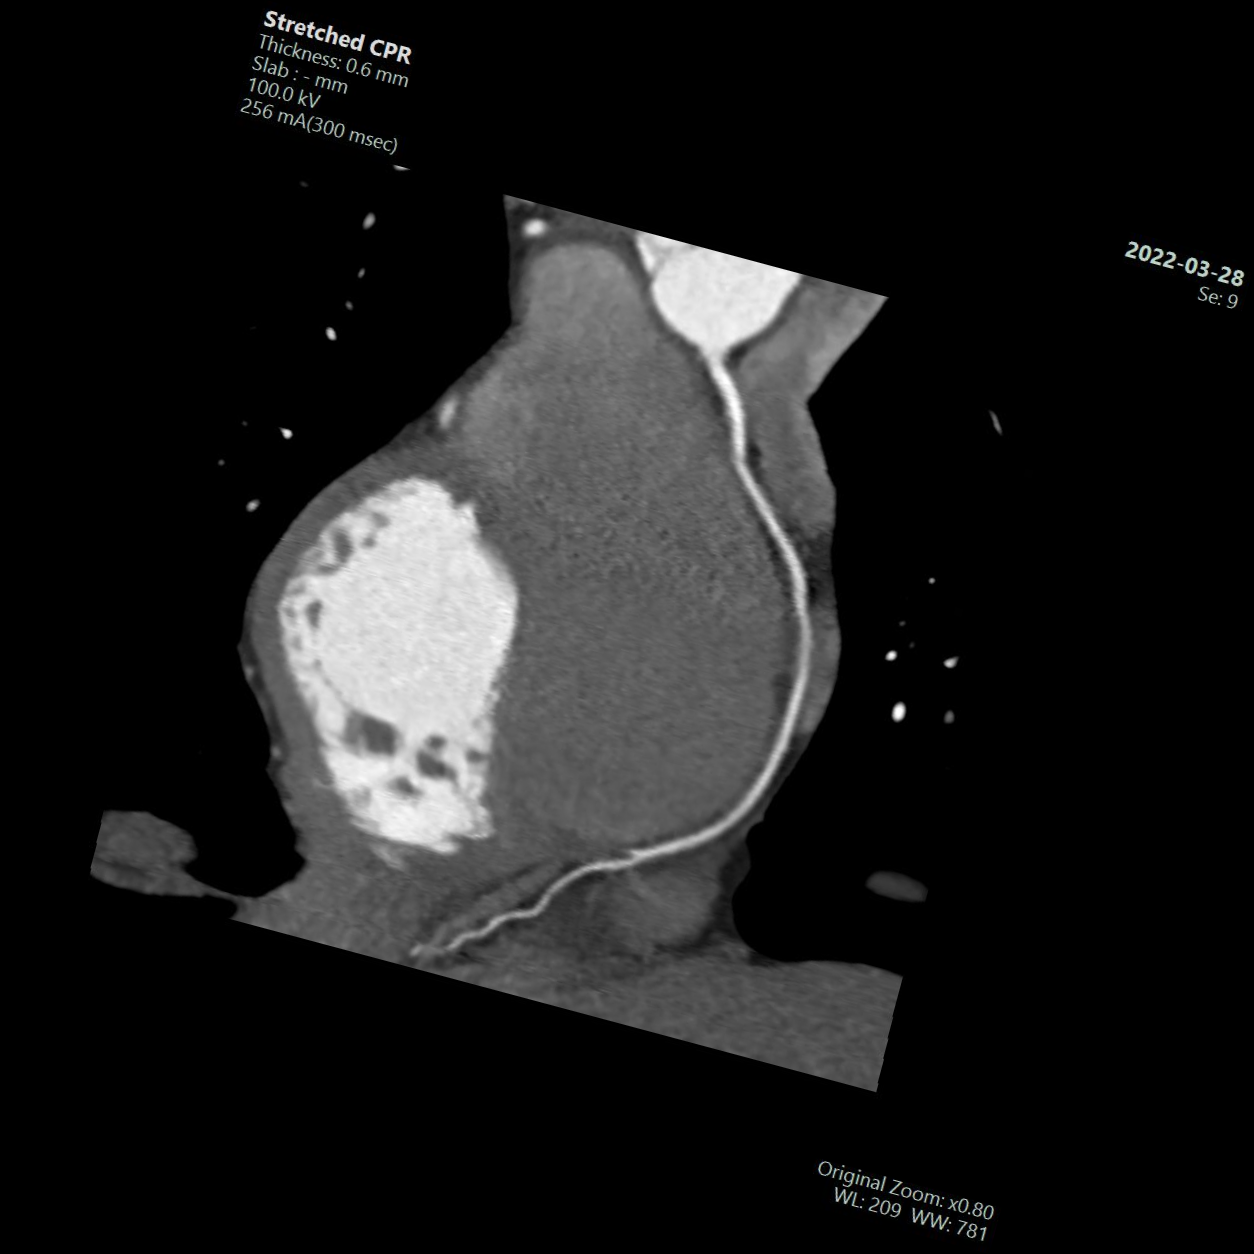 Stretched CPR
Thickness: 0.6 mm
Slab : - mm
100.0 kV
256 mA(300 msec)
2022-03-28
Se: 9
Original Zoom: x0.80
WL: 209 WW: 781